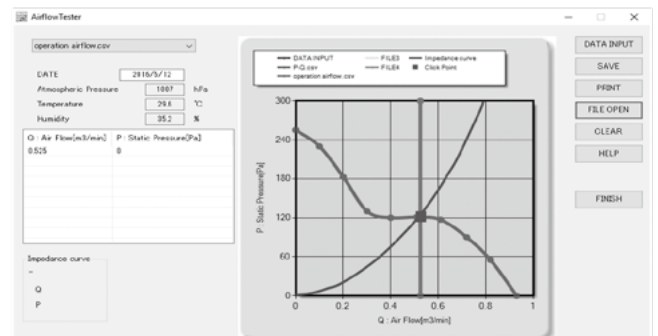 AirflowTester
operation airflow.csv
DATE 2016/5/12
Atmospheric Pressure 1007 hPa
Temperature 29.6 ℃
Humidity 35.2 %
Q : Air Flow[m3/min] P : Static Pressure[Pa]
0.525 0
Impedance curve
-
Q
P
DATA INPUT FILE3 Impedance curve
P-Q.csv FILE4 Click Point
operation airflow.csv
P : Static Pressure[Pa]
300
240
180
120
60
0
0 0.2 0.4 0.6 0.8 1
Q : Air Flow[m3/min]
DATA INPUT
SAVE
PRINT
FILE OPEN
CLEAR
HELP
FINISH